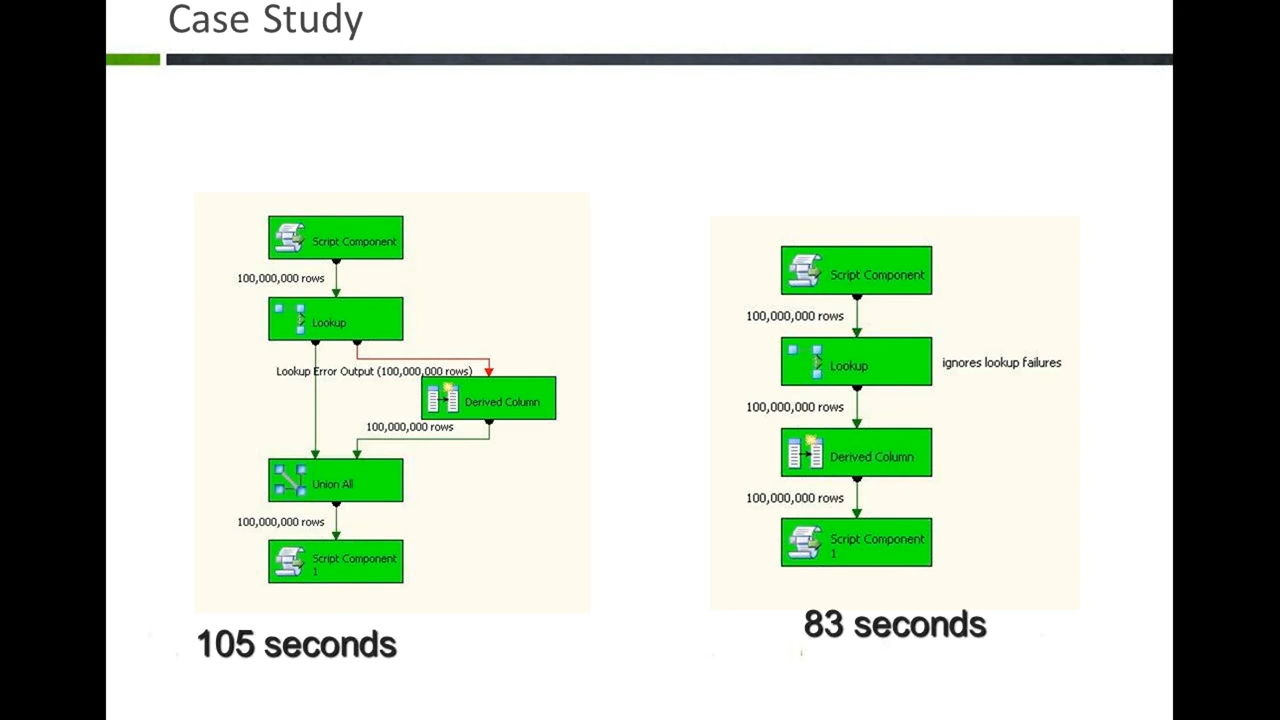 Case Study
Script Component
100,000,000 rows
Lookup
Lookup Error Output (100,000,000 rows)
Derived Column
100,000,000 rows
Union All
100,000,000 rows
Script Component
1
105 seconds
Script Component
100,000,000 rows
Lookup
ignores lookup failures
100,000,000 rows
Derived Column
100,000,000 rows
Script Component
1
83 seconds